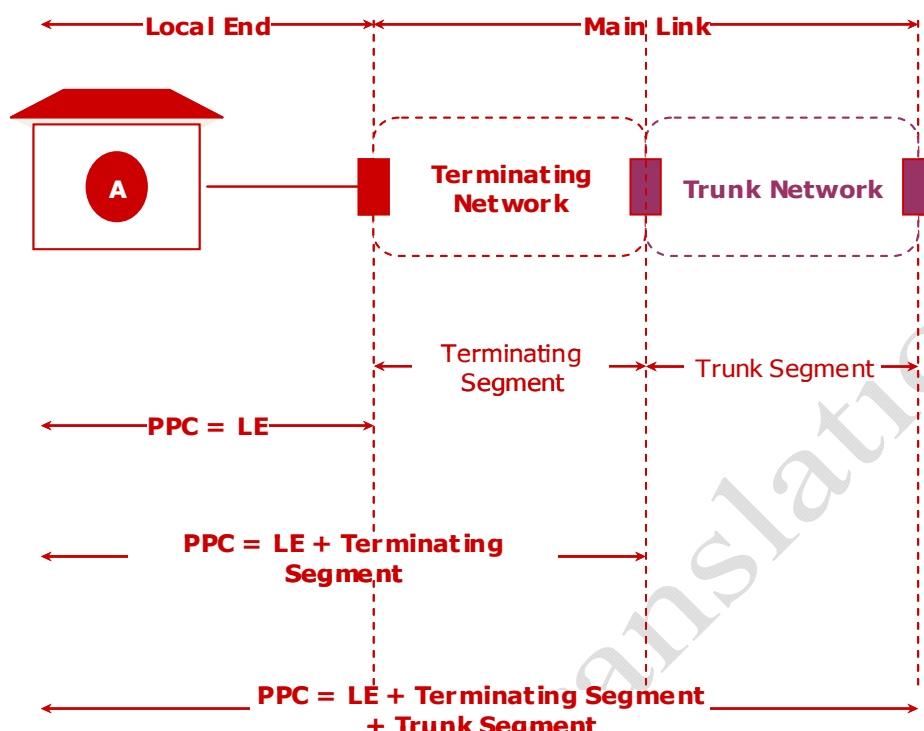 Local End
Main Link
A
Terminating
Network
Trunk Network
Terminating
Segment
Trunk Segment
PPC = LE
PPC = LE + Terminating
Segment
PPC = LE + Terminating Segment
+ Trunk Segment